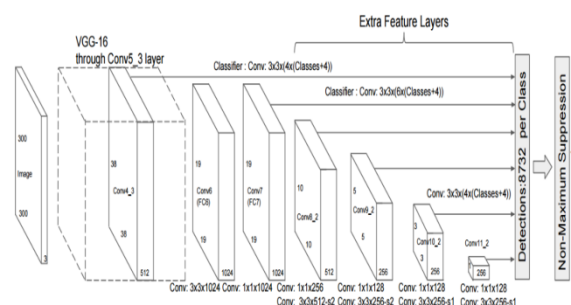 Extra Feature Layers
VGG-16
through Conv5_3 layer
Classifier : Conv: 3x3x(4x(Classes+4))
Classifier : Conv: 3x3x(6x(Classes+4))
300
Image
300
3
38
Conv4_3
38
512
19
Conv6
(FC6)
19
1024
19
Conv7
(FC7)
19
1024
10
Conv8_2
10
512
5
Conv9_2
5
256
Conv: 3x3x(4x(Classes+4))
3
Conv10_2
3
256
Conv11_2
256
Detections:8732 per Class
Non-Maximum Suppression
Conv: 3x3x1024
Conv: 1x1x1024
Conv: 1x1x256
Conv: 3x3x512-s2
Conv: 1x1x128
Conv: 3x3x256-s2
Conv: 1x1x128
Conv: 3x3x256-s1
Conv: 1x1x128
Conv: 3x3x256-s1